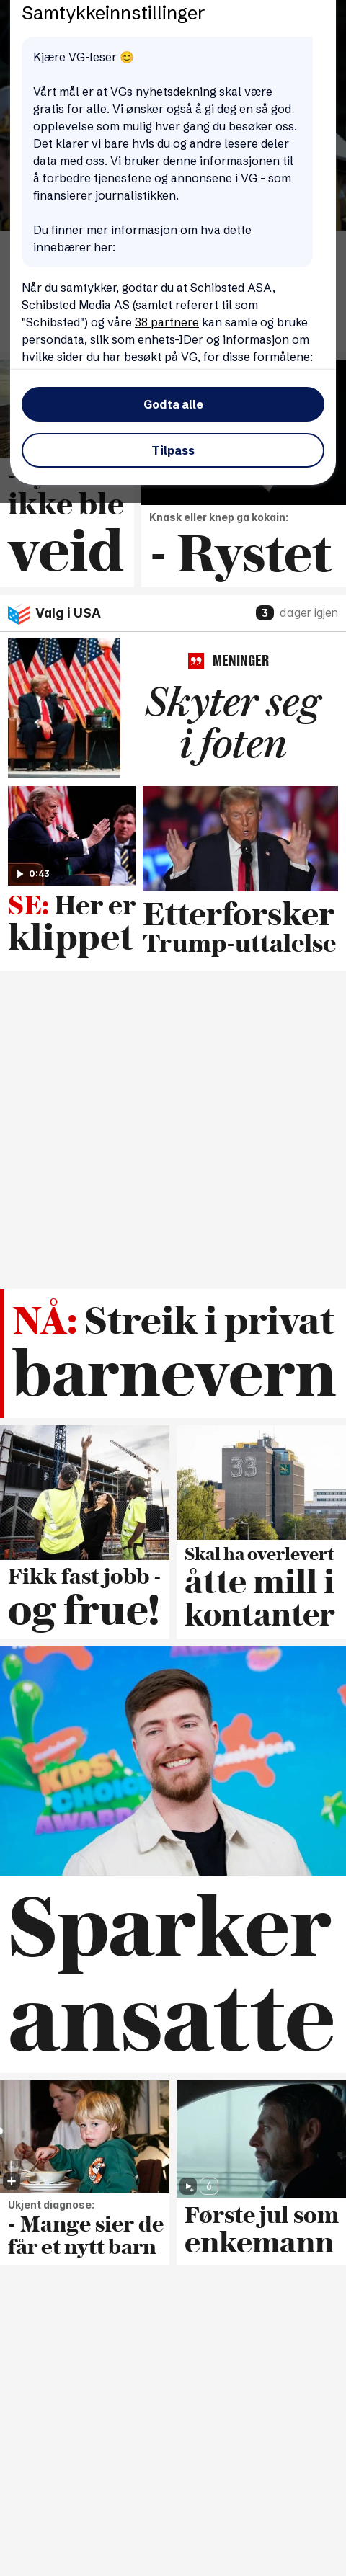 Samtykkeinnstillinger
Kjære VG-leser 😊
Vårt mål er at VGs nyhetsdekning skal være
gratis for alle. Vi ønsker også å gi deg en så god
opplevelse som mulig hver gang du besøker oss.
Det klarer vi bare hvis du og andre lesere deler
data med oss. Vi bruker denne informasjonen til
å forbedre tjenestene og annonsene i VG - som
finansierer journalistikken.
Du finner mer informasjon om hva dette
innebærer her:
Når du samtykker, godtar du at Schibsted ASA,
Schibsted Media AS (samlet referert til som
"Schibsted") og våre 38 partnere kan samle og bruke
persondata, slik som enhets-IDer og informasjon om
hvilke sider du har besøkt på VG, for disse formålene:
Godta alle
Tilpass
ikke ble
veid
Knask eller knep ga kokain:
- Rystet
Valg i USA
3 dager igjen
MENINGER
Skyter seg
i foten
0:43
SE: Her er
klippet
Etterforsker
Trump-uttalelse
NÅ: Streik i privat
barnevern
33
Fikk fast jobb -
og frue!
Skal ha overlevert
åtte mill i
kontanter
nickelodeon
KIDS'
CHOICE
AWARDS
Sparker
ansatte
Ukjent diagnose:
- Mange sier de
får et nytt barn
6
Første jul som
enkemann